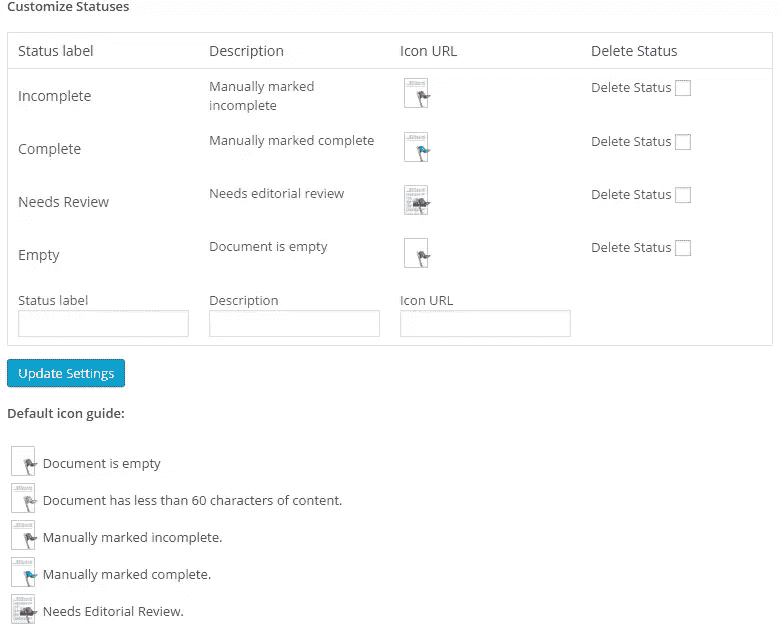 Customize Statuses
Status label Description Icon URL Delete Status
Incomplete Manually marked incomplete Delete Status
Complete Manually marked complete Delete Status
Needs Review Needs editorial review Delete Status
Empty Document is empty Delete Status
Status label Description Icon URL
Update Settings
Default icon guide:
Document is empty
Document has less than 60 characters of content.
Manually marked incomplete.
Manually marked complete.
Needs Editorial Review.